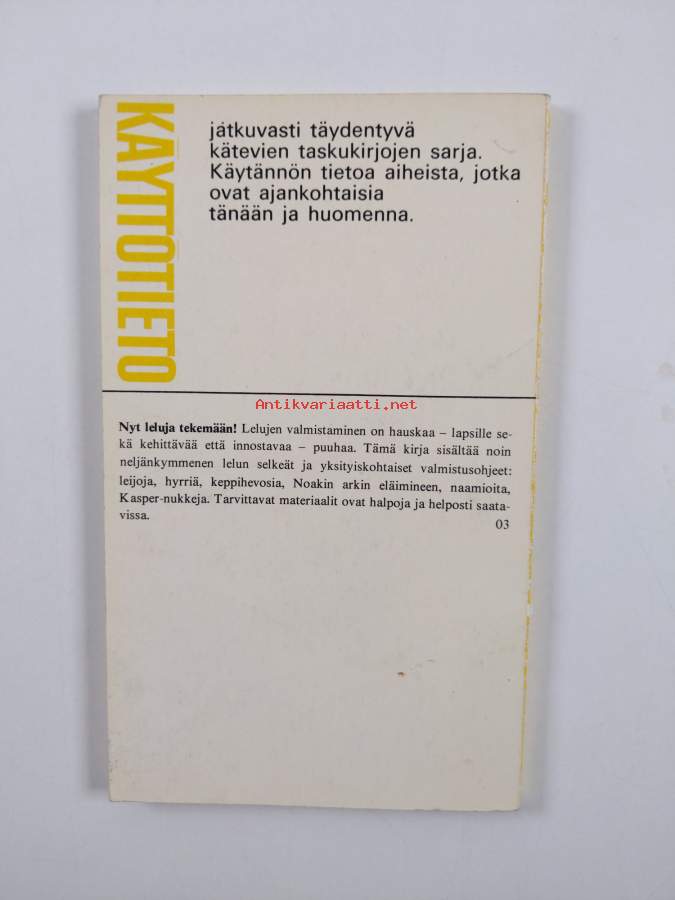 KÄYTTÖTIETO
jatkuvasti täydentyvä
kätevien taskukirjojen sarja.
Käytännön tietoa aiheista, jotka
ovat ajankohtaisia
tänään ja huomenna.
Antikvariaatti.net
Nyt leluja tekemään! Lelujen valmistaminen on hauskaa – lapsille se-
kä kehittävää että innostavaa – puuhaa. Tämä kirja sisältää noin
neljänkymmenen lelun selkeät ja yksityiskohtaiset valmistusohjeet:
leijoja, hyrriä, keppihevosia, Noakin arkin eläimineen, naamioita,
Kasper-nukkeja. Tarvittavat materiaalit ovat halpoja ja helposti saata-
vissa.
03